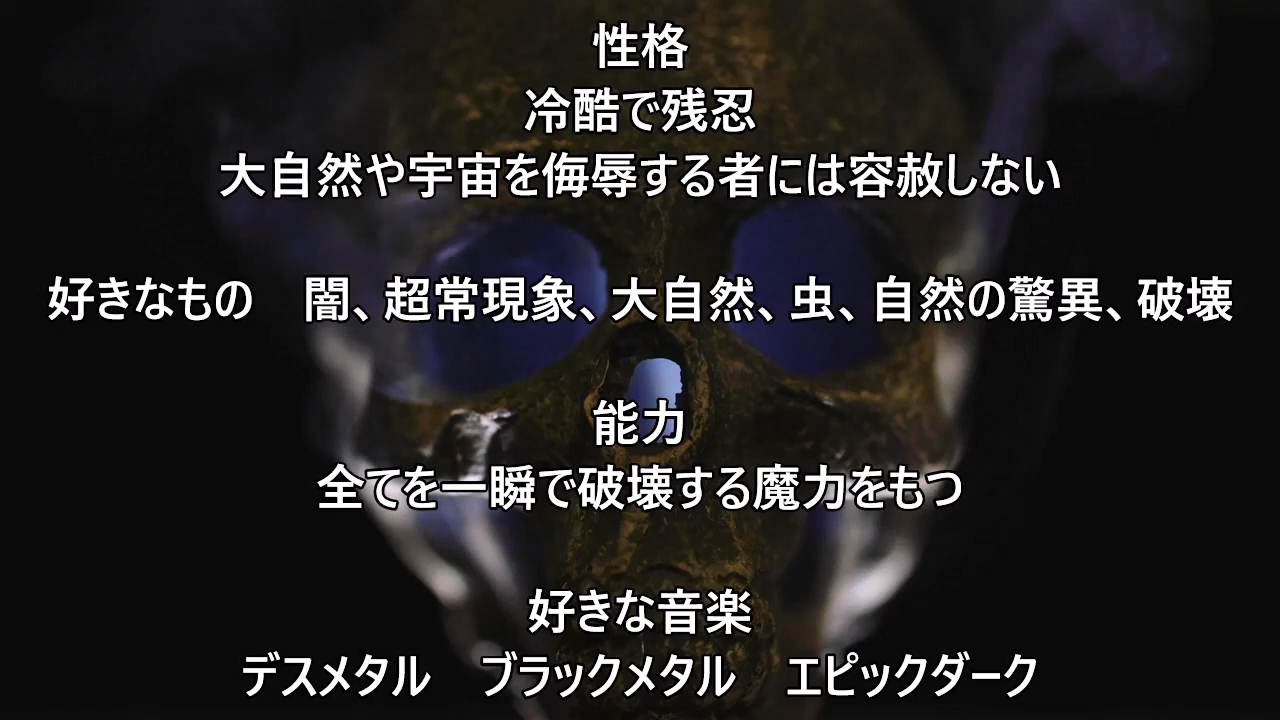 性格
冷酷で残忍
大自然や宇宙を侮辱する者には容赦しない
好きなもの　闇、超常現象、大自然、虫、自然の驚異、破壊
能力
全てを一瞬で破壊する魔力をもつ
好きな音楽
デスメタル　ブラックメタル　エピックダーク